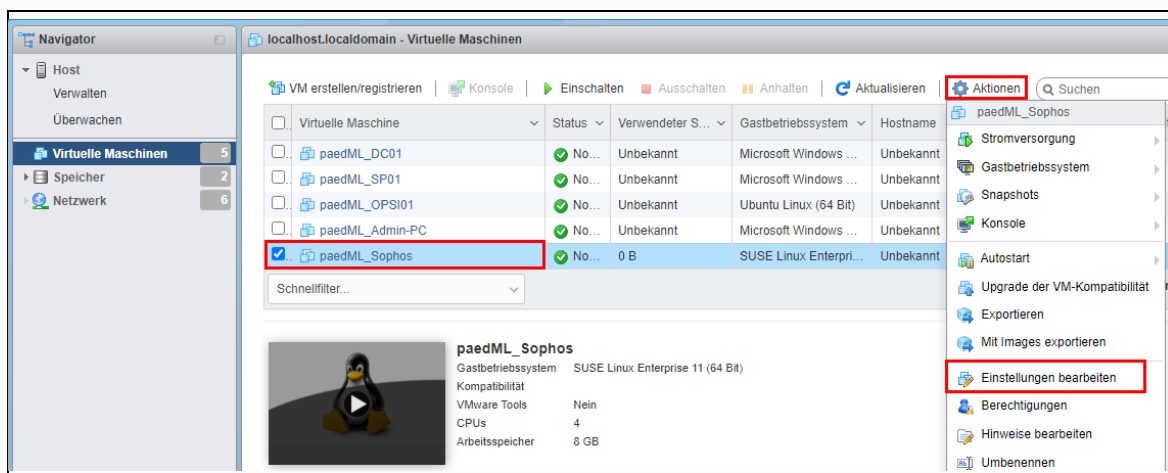 Navigator
localhost.localdomain - Virtuelle Maschinen
Host
Verwalten
Überwachen
Virtuelle Maschinen 5
Speicher 2
Netzwerk 6
VM erstellen/registrieren Konsole Einschalten Ausschalten Anhalten Aktualisieren Aktionen Suchen
Virtuelle Maschine Status Verwendeter S... Gastbetriebssystem Hostname
paedML_DC01 No... Unbekannt Microsoft Windows ... Unbekannt
paedML_SP01 No... Unbekannt Microsoft Windows ... Unbekannt
paedML_OPSI01 No... Unbekannt Ubuntu Linux (64 Bit) Unbekannt
paedML_Admin-PC No... Unbekannt Microsoft Windows ... Unbekannt
paedML_Sophos No... 0 B SUSE Linux Enterpri... Unbekannt
Schnellfilter...
paedML_Sophos
Gastbetriebssystem SUSE Linux Enterprise 11 (64 Bit)
Kompatibilität
VMware Tools Nein
CPUs 4
Arbeitsspeicher 8 GB
paedML_Sophos
Stromversorgung
Gastbetriebssystem
Snapshots
Konsole
Autostart
Upgrade der VM-Kompatibilität
Exportieren
Mit Images exportieren
Einstellungen bearbeiten
Berechtigungen
Hinweise bearbeiten
Umbenennen